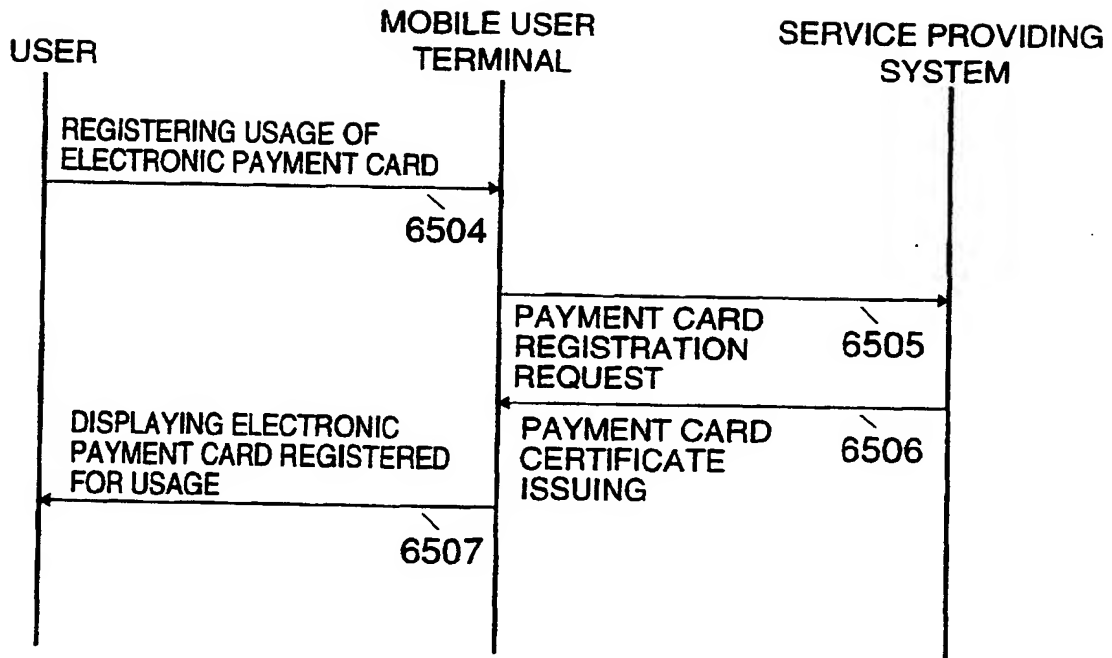 USER
MOBILE USER
TERMINAL
SERVICE PROVIDING
SYSTEM
REGISTERING USAGE OF
ELECTRONIC PAYMENT CARD
6504
PAYMENT CARD
REGISTRATION
REQUEST
6505
DISPLAYING ELECTRONIC
PAYMENT CARD REGISTERED
FOR USAGE
PAYMENT CARD
CERTIFICATE
ISSUING
6506
6507